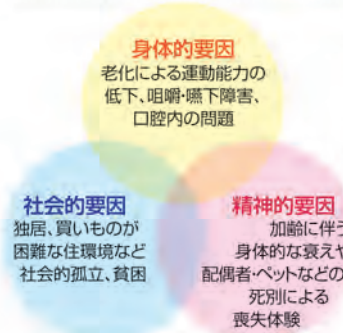 身体的要因
老化による運動能力の
低下、咀嚼・嚥下障害、
口腔内の問題
社会的要因
独居、買いものが
困難な住環境など
社会的孤立、貧困
精神的要因
加齢に伴う
身体的な衰えや
配偶者・ペットなどの
死別による
喪失体験